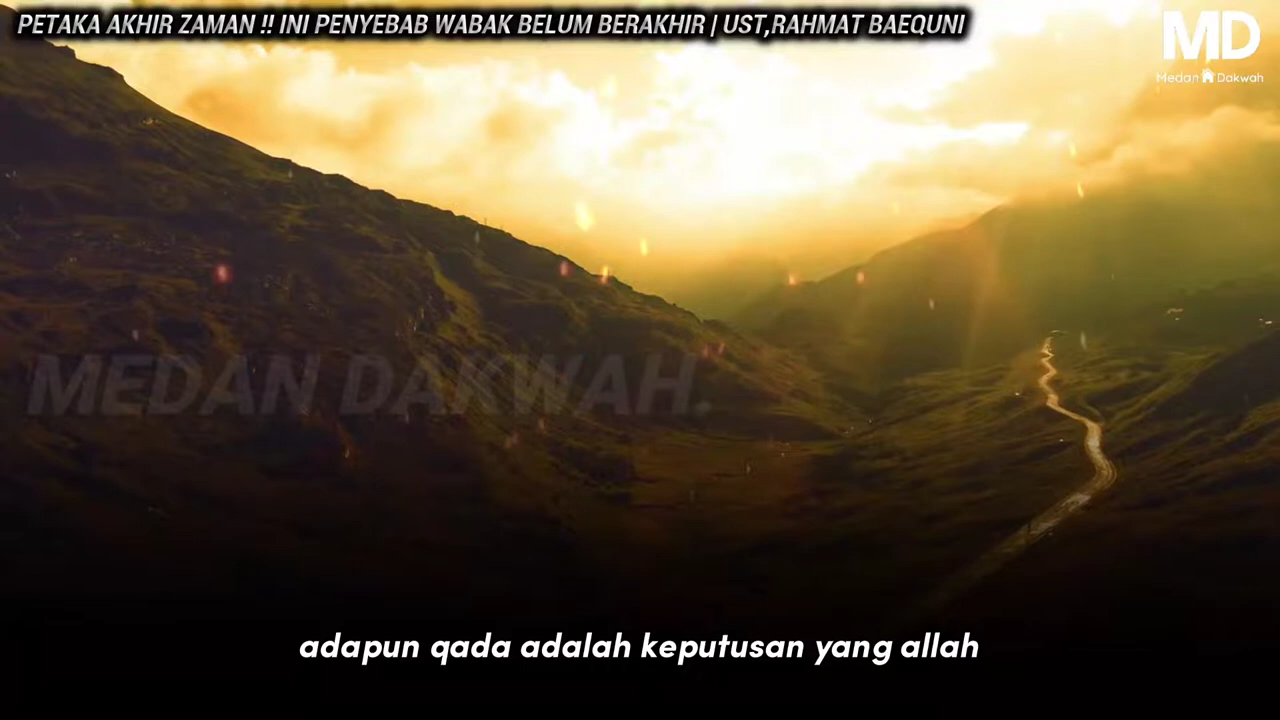 PETAKA AKHIR ZAMAN !! INI PENYEBAB WABAK BELUM BERAKHIR | UST,RAHMAT BAEQUNI
MD
Medan Dakwah
MEDAN DAKWAH.
adapun qada adalah keputusan yang allah